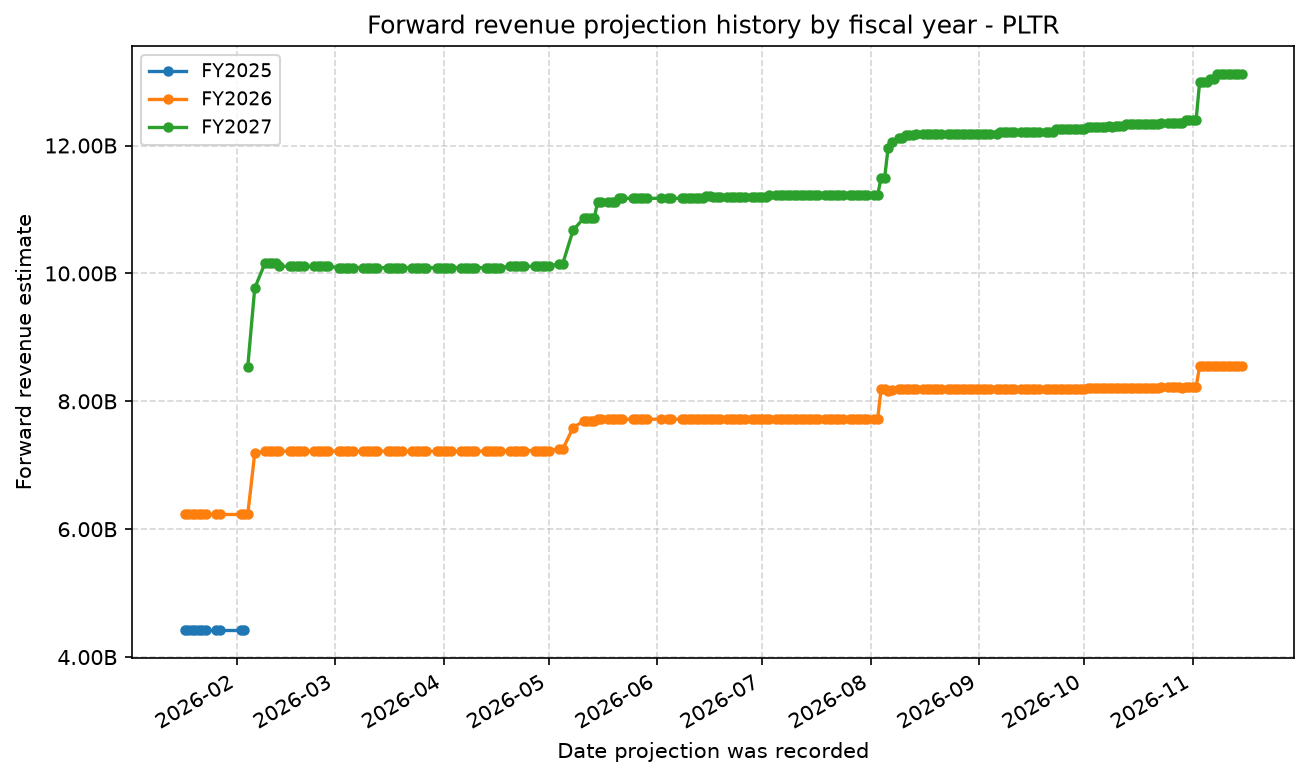 Forward revenue projection history by fiscal year - PLTR
FY2025
FY2026
FY2027
12.00B
10.00B
8.00B
6.00B
4.00B
Forward revenue estimate
2026-02
2026-03
2026-04
2026-05
2026-06
2026-07
2026-08
2026-09
2026-10
2026-11
Date projection was recorded